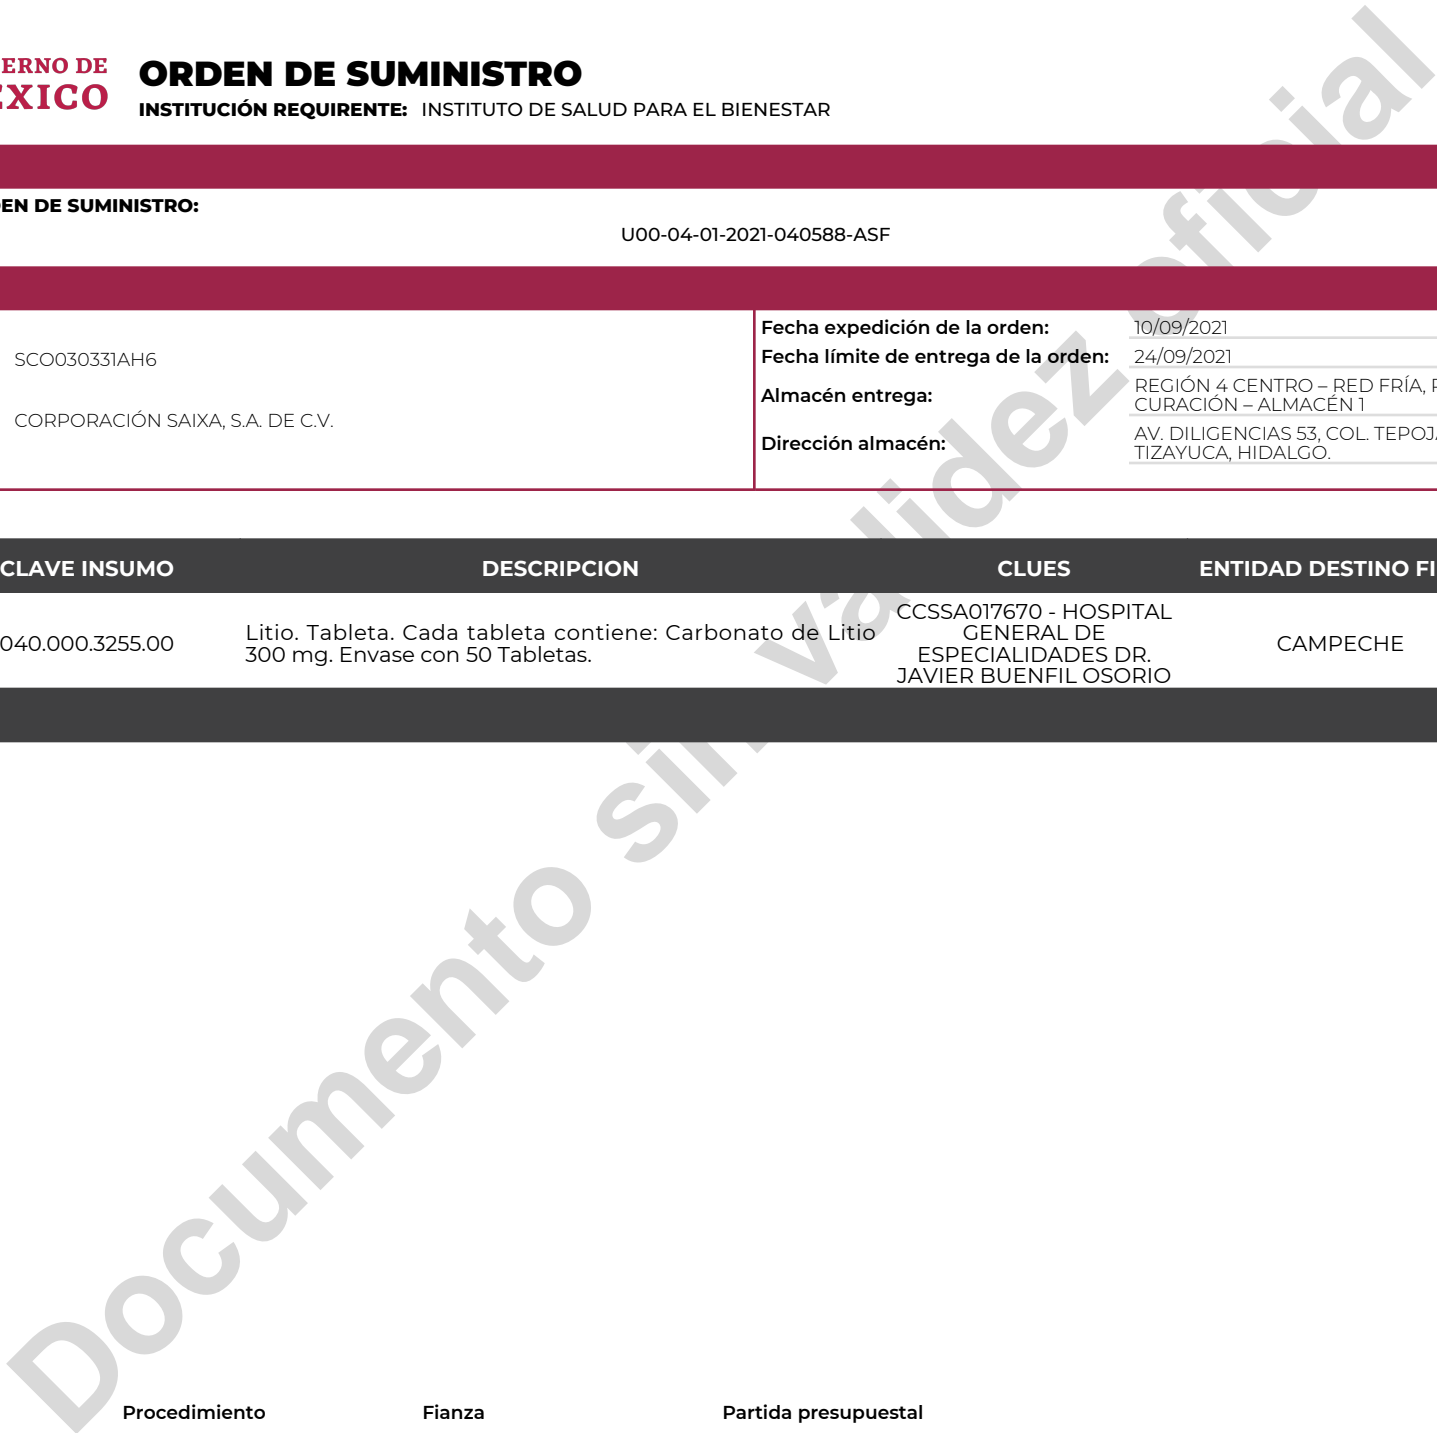 ERNO DE
ORDEN DE SUMINISTRO
INSTITUCIÓN REQUIRENTE: INSTITUTO DE SALUD PARA EL BIENESTAR
EN DE SUMINISTRO:
U00-04-01-2021-040588-ASF
SCO030331AH6
CORPORACIÓN SAIXA, S.A. DE C.V.
Fecha expedición de la orden: 10/09/2021
Fecha límite de entrega de la orden: 24/09/2021
Almacén entrega: REGIÓN 4 CENTRO – RED FRÍA,
CURACIÓN – ALMACÉN 1
Dirección almacén: AV. DILIGENCIAS 53, COL. TEPOJ
TIZAYUCA, HIDALGO.
CLAVE INSUMO DESCRIPCION CLUES ENTIDAD DESTINO FI
040.000.3255.00
Litio. Tableta. Cada tableta contiene: Carbonato de Litio
300 mg. Envase con 50 Tabletas.
CCSSA017670 - HOSPITAL
GENERAL DE
ESPECIALIDADES DR.
JAVIER BUENFIL OSORIO
CAMPECHE
Documento sin validez oficial
Procedimiento Fianza Partida presupuestal